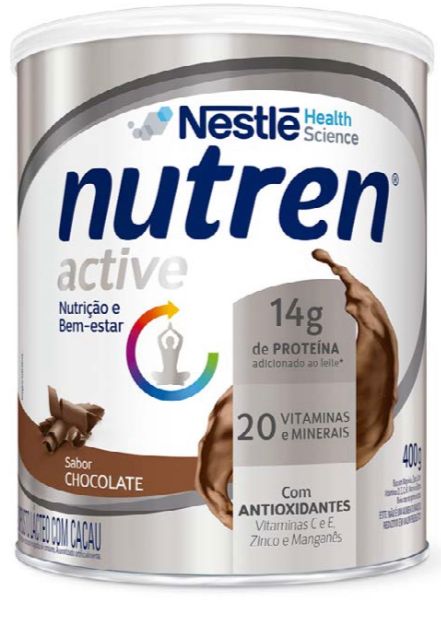 Nestlé Health
Science
nutren®
active
Nutrição e
Bem-estar
14g
de PROTEÍNA
adicionado ao leite*
20 VITAMINAS
e MINERAIS
400g
Sabor
CHOCOLATE
Com
ANTIOXIDANTES
Vitaminas C e E,
Zinco e Manganês
LÁCTEO COM CACAU